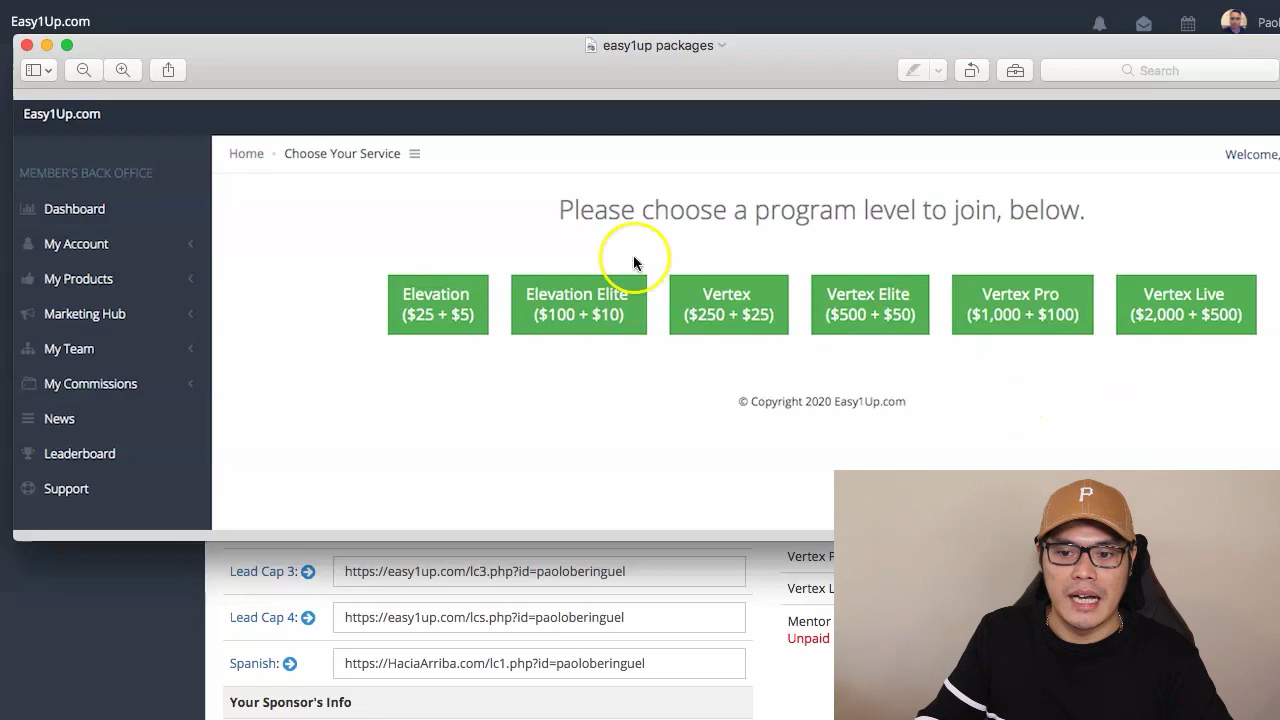 Easy1Up.com
Paol
easy1up packages
Search
Easy1Up.com
Home • Choose Your Service
Welcome,
MEMBER'S BACK OFFICE
Dashboard
My Account
My Products
Marketing Hub
My Team
My Commissions
News
Leaderboard
Support
Please choose a program level to join, below.
Elevation
($25 + $5)
Elevation Elite
($100 + $10)
Vertex
($250 + $25)
Vertex Elite
($500 + $50)
Vertex Pro
($1,000 + $100)
Vertex Live
($2,000 + $500)
© Copyright 2020 Easy1Up.com
Lead Cap 3: https://easy1up.com/lc3.php?id=paoloberinguel
Lead Cap 4: https://easy1up.com/lcs.php?id=paoloberinguel
Spanish: https://HaciaArriba.com/lc1.php?id=paoloberinguel
Your Sponsor's Info
Vertex P
Vertex L
Mentor
Unpaid
P